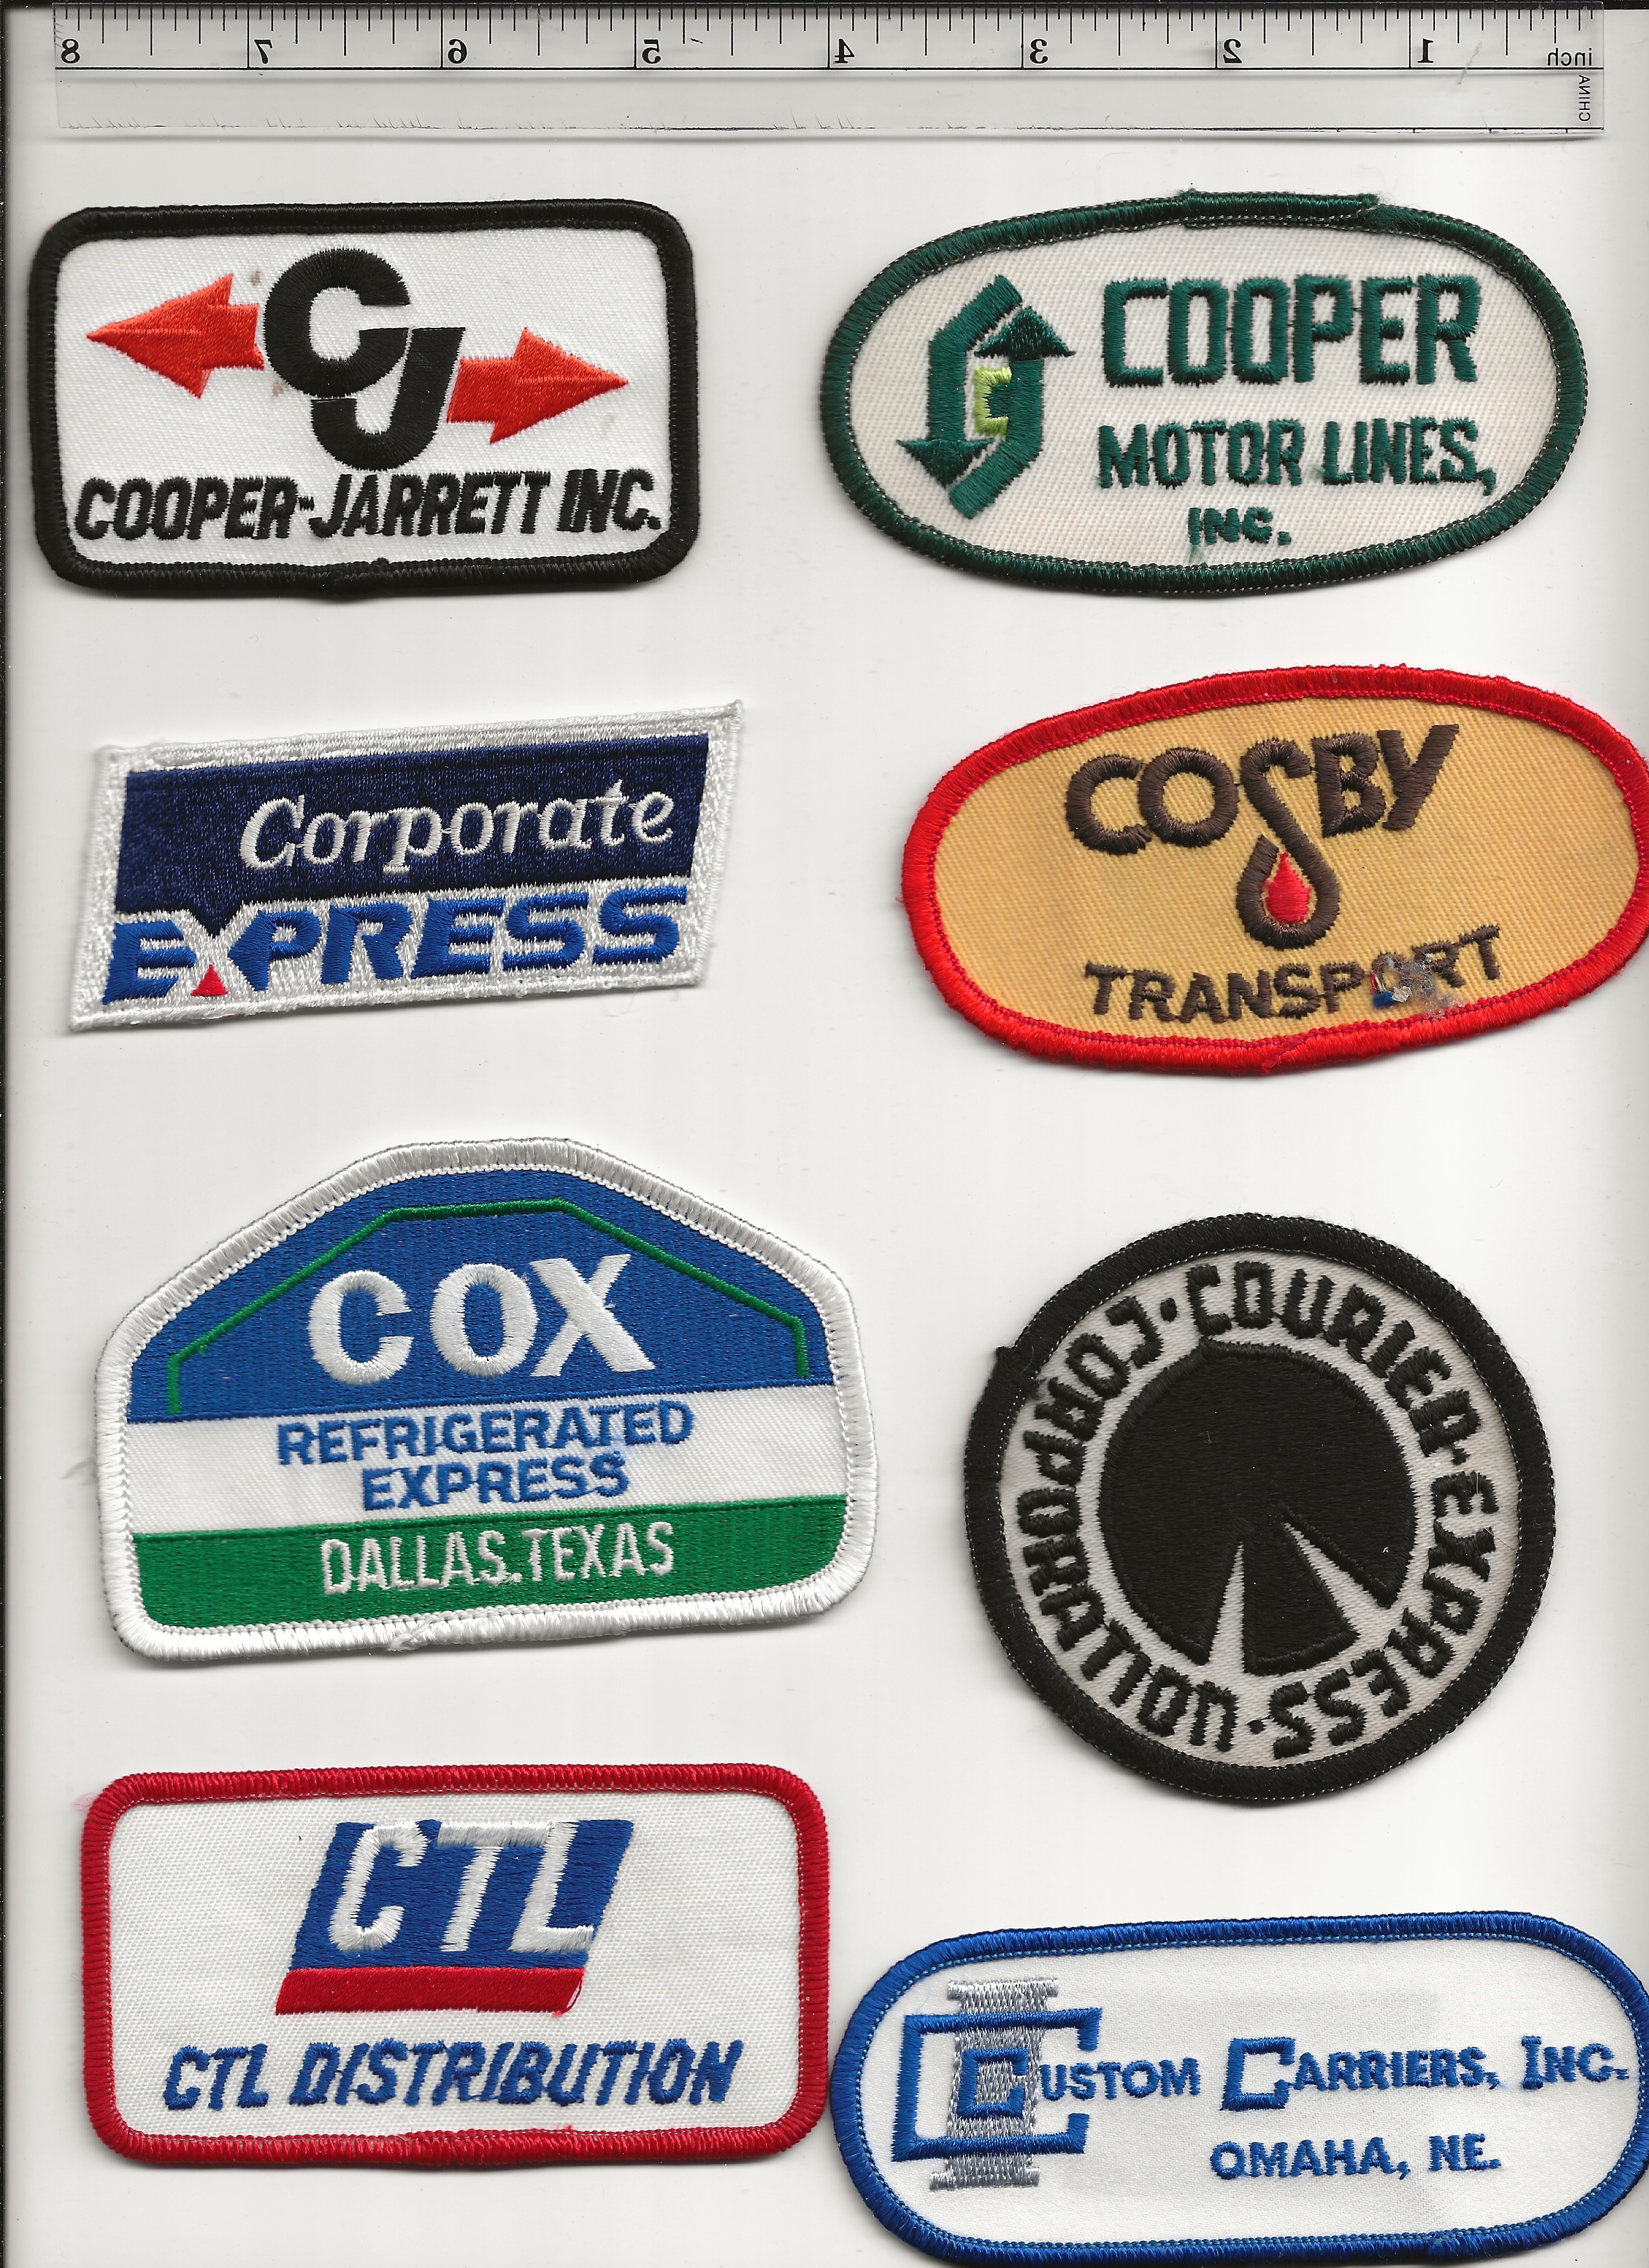 8 7 6 5 4 3 2 1 inch
CHINA
CJ
COOPER-JARRETT INC.
C
COOPER
MOTOR LINES,
INC.
Corporate
EXPRESS
COSBY
TRANSPORT
COX
REFRIGERATED
EXPRESS
DALLAS.TEXAS
COURIER·EXPRESS·CORPORATION·
CTL
CTL DISTRIBUTION
CUSTOM CARRIERS, INC.
OMAHA, NE.